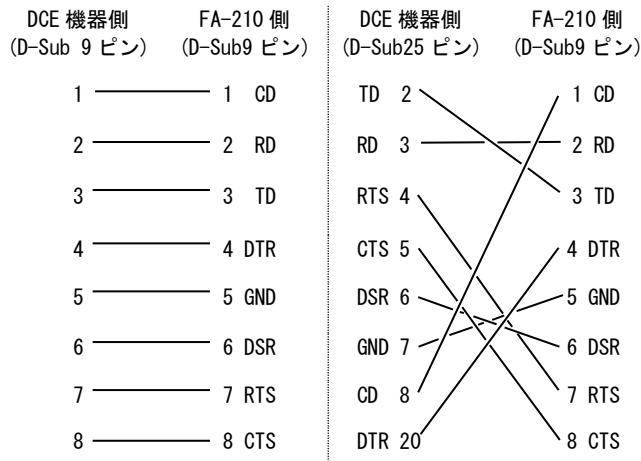 DCE 機器側 FA-210 側 DCE 機器側 FA-210 側
(D-Sub 9 ピン) (D-Sub9 ピン) (D-Sub25 ピン) (D-Sub9 ピン)
1 1 CD TD 2 1 CD
2 2 RD RD 3 2 RD
3 3 TD RTS 4 3 TD
4 4 DTR CTS 5 4 DTR
5 5 GND DSR 6 5 GND
6 6 DSR GND 7 6 DSR
7 7 RTS CD 8 7 RTS
8 8 CTS DTR 20 8 CTS